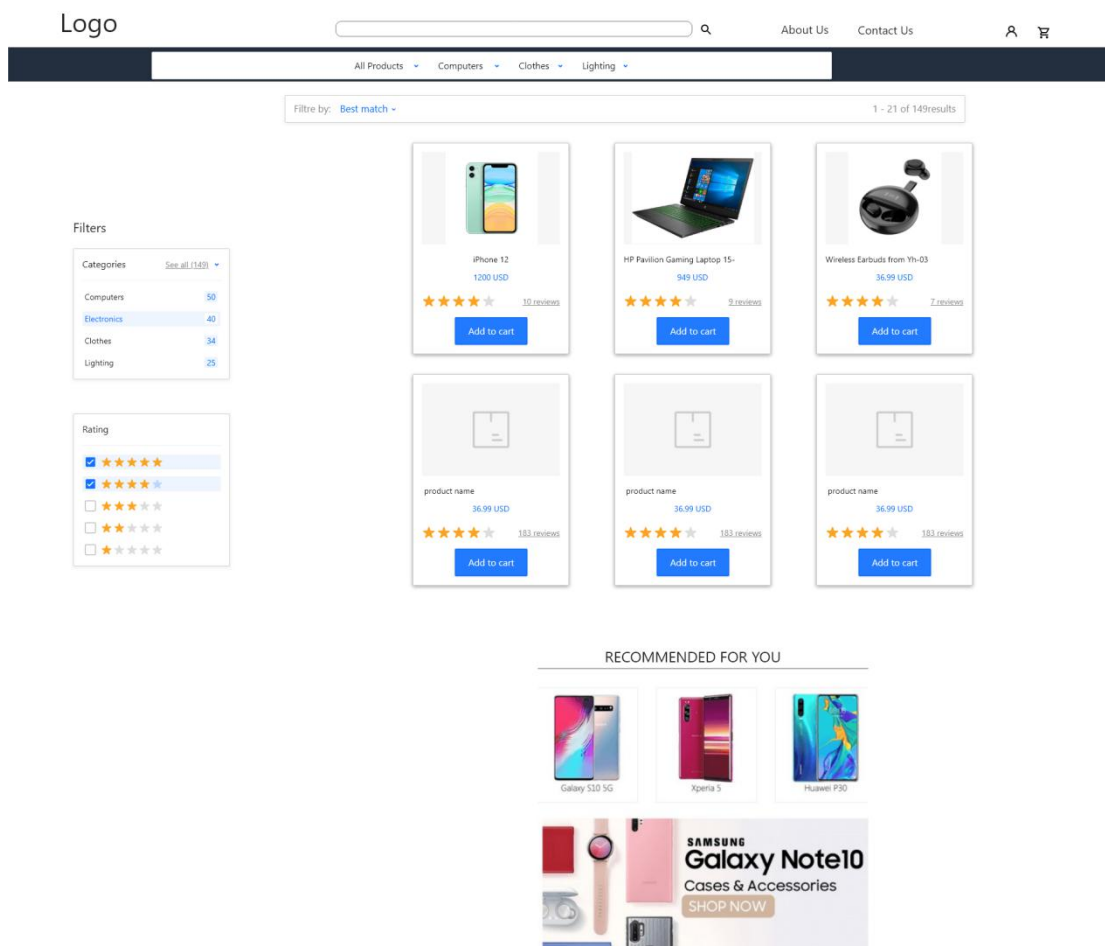 Logo
About Us
Contact Us
All Products
Computers
Clothes
Lighting
Filtre by: Best match
1 - 21 of 149results
Filters
Categories
See all (149)
Computers 50
Electronics 40
Clothes 34
Lighting 25
Rating
iPhone 12
1200 USD
10 reviews
Add to cart
HP Pavilion Gaming Laptop 15-
949 USD
9 reviews
Add to cart
Wireless Earbuds from Yh-03
36.99 USD
7 reviews
Add to cart
product name
36.99 USD
183 reviews
Add to cart
product name
36.99 USD
183 reviews
Add to cart
product name
36.99 USD
183 reviews
Add to cart
RECOMMENDED FOR YOU
Galaxy S10 5G
Xperia 5
Huawei P30
SAMSUNG
Galaxy Note10
Cases & Accessories
SHOP NOW